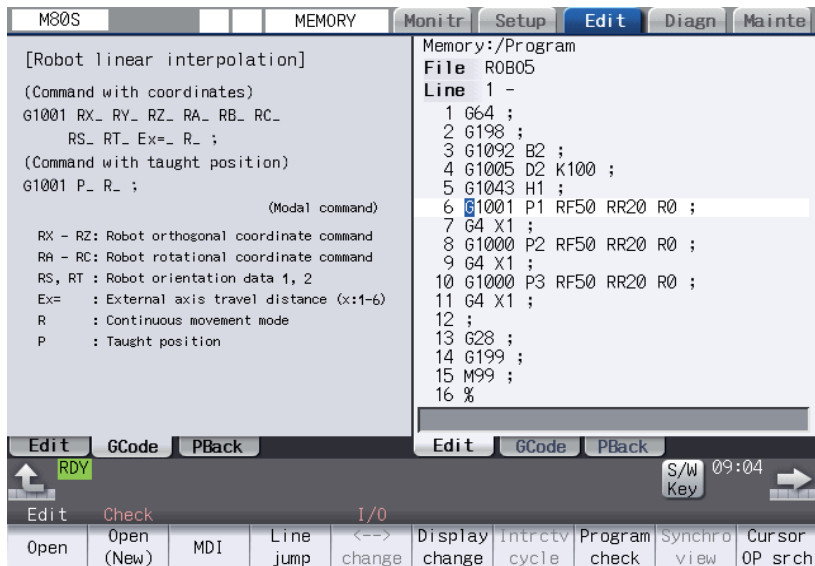 M80S MEMORY Monitr Setup Edit Diagn Mainte
[Robot linear interpolation]
(Command with coordinates)
G1001 RX_ RY_ RZ_ RA_ RB_ RC_
RS_ RT_ Ex=_ R_ ;
(Command with taught position)
G1001 P_ R_ ;
(Modal command)
RX - RZ: Robot orthogonal coordinate command
RA - RC: Robot rotational coordinate command
RS, RT : Robot orientation data 1, 2
Ex= : External axis travel distance (x:1-6)
R : Continuous movement mode
P : Taught position
Edit GCode PBack
Memory:/Program
File ROBO5
Line 1 -
1 G64 ;
2 G198 ;
3 G1092 B2 ;
4 G1005 D2 K100 ;
5 G1043 H1 ;
6 G1001 P1 RF50 RR20 R0 ;
7 G4 X1 ;
8 G1000 P2 RF50 RR20 R0 ;
9 G4 X1 ;
10 G1000 P3 RF50 RR20 R0 ;
11 G4 X1 ;
12 ;
13 G28 ;
14 G199 ;
15 M99 ;
16 %
Edit GCode PBack
RDY S/W Key 09:04
Edit Check I/O
Open
Open (New)
MDI
Line jump
<--> change
Display change
Intrctv cycle
Program check
Synchro view
Cursor OP srch